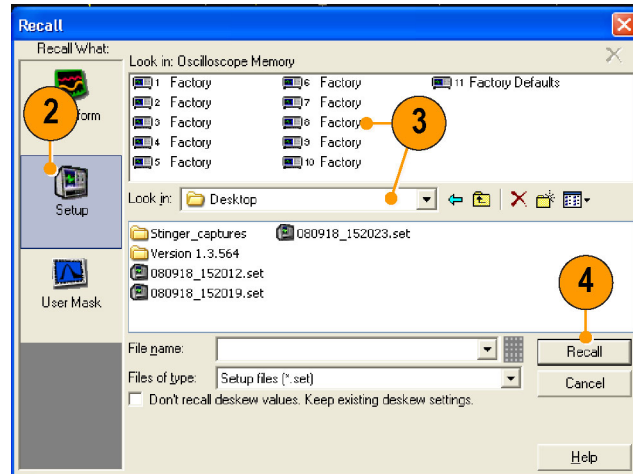 Recall
Recall What:
Look in: Oscilloscope Memory
1 Factory
2 Factory
3 Factory
4 Factory
5 Factory
6 Factory
7 Factory
8 Factory
9 Factory
10 Factory
11 Factory Defaults
2
form
3
Setup
User Mask
Look in: Desktop
Stinger_captures
Version 1.3.564
080918_152012.set
080918_152019.set
080918_152023.set
4
File name:
Recall
Files of type: Setup files (*.set)
Cancel
Don't recall deskew values. Keep existing deskew settings.
Help